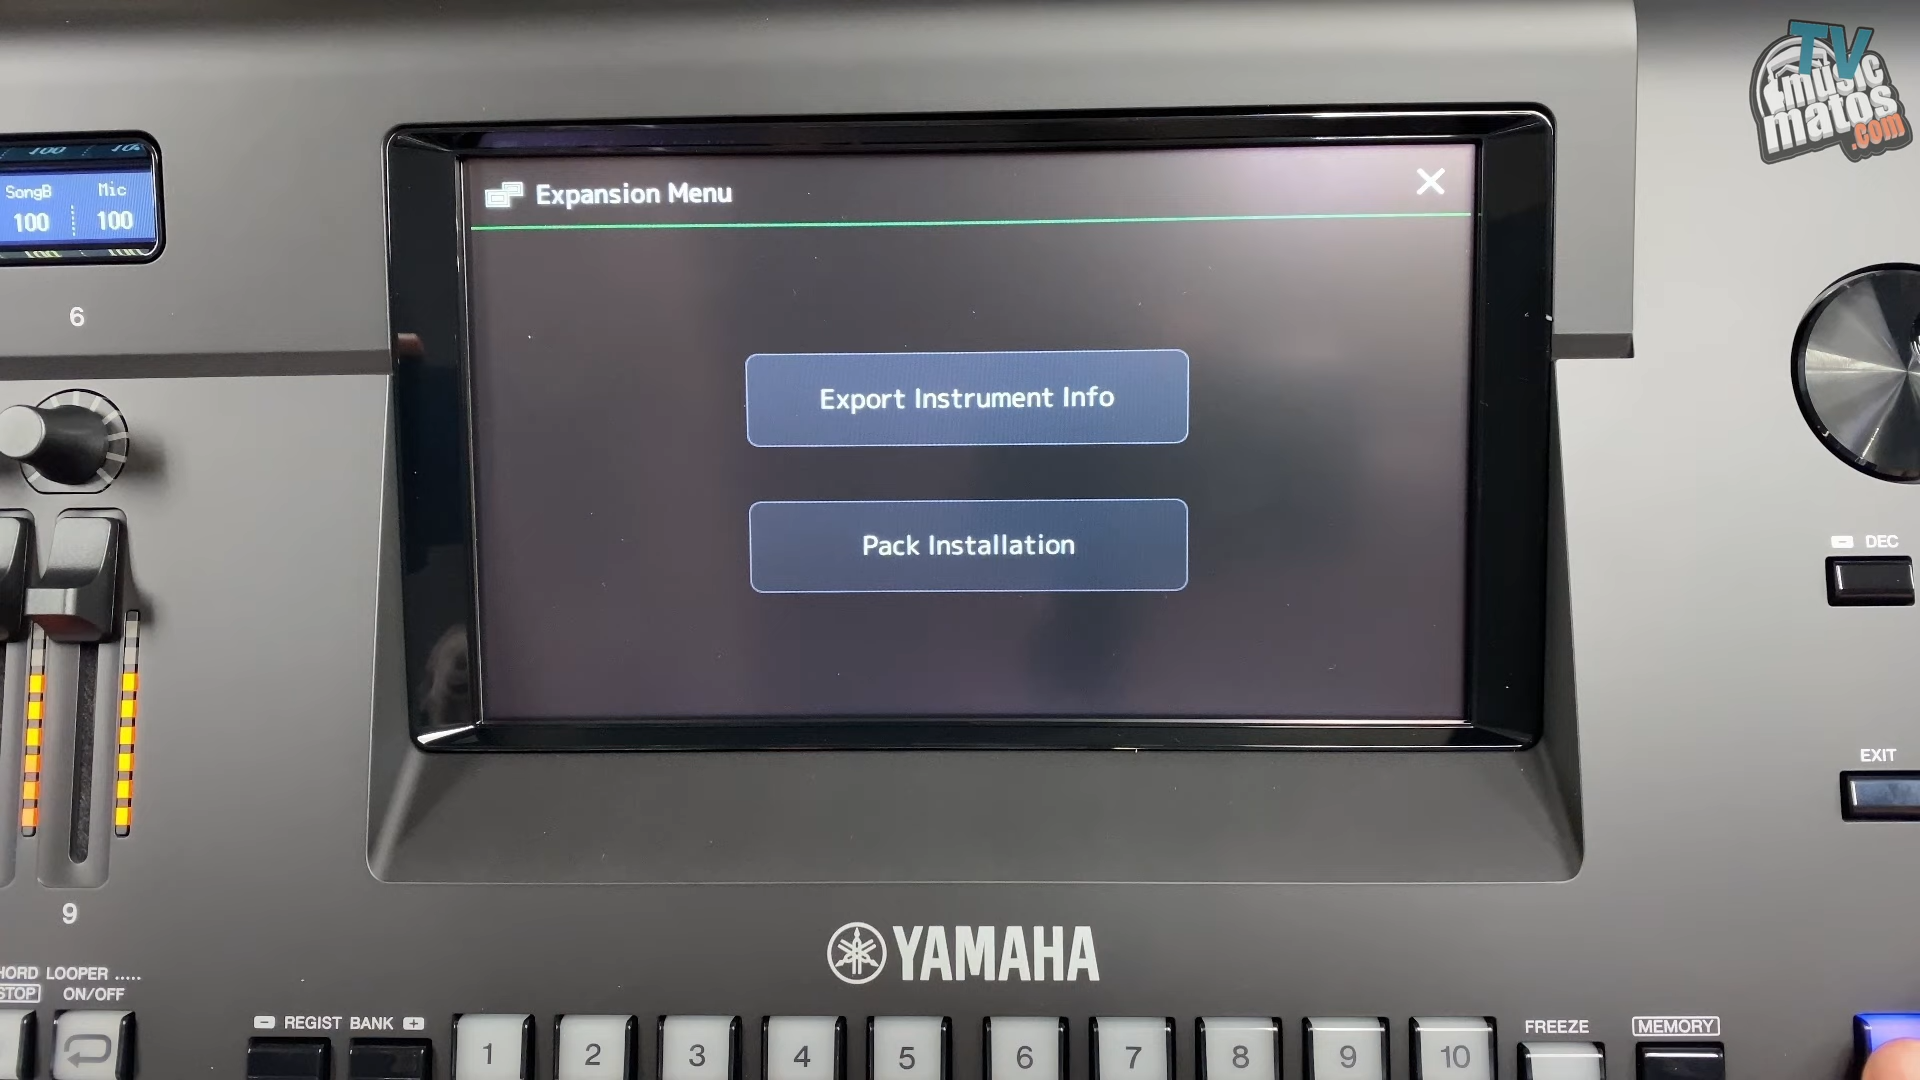 TV
music
matos
.com
SongB Mic
100 100
6
Expansion Menu
Export Instrument Info
Pack Installation
DEC
EXIT
9
YAMAHA
HORD LOOPER .....
STOP ON/OFF
- REGIST BANK +
FREEZE
MEMORY
1 2 3 4 5 6 7 8 9 10